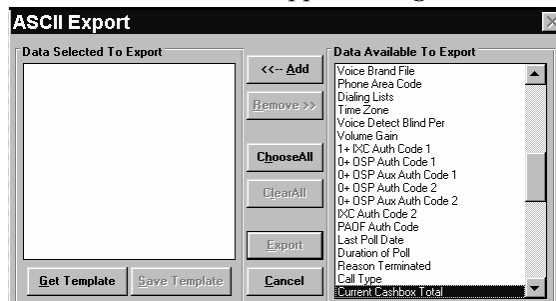 ASCII Export
Data Selected To Export
Get Template
Save Template
<<-- Add
Remove >>
ChooseAll
ClearAll
Export
Cancel
Data Available To Export
Voice Brand File
Phone Area Code
Dialing Lists
Time Zone
Voice Detect Blind Per
Volume Gain
1+ IXC Auth Code 1
0+ OSP Auth Code 1
0+ OSP Aux Auth Code 1
0+ OSP Auth Code 2
0+ OSP Aux Auth Code 2
IXC Auth Code 2
PAOF Auth Code
Last Poll Date
Duration of Poll
Reason Terminated
Call Type
Current Cashbox Total